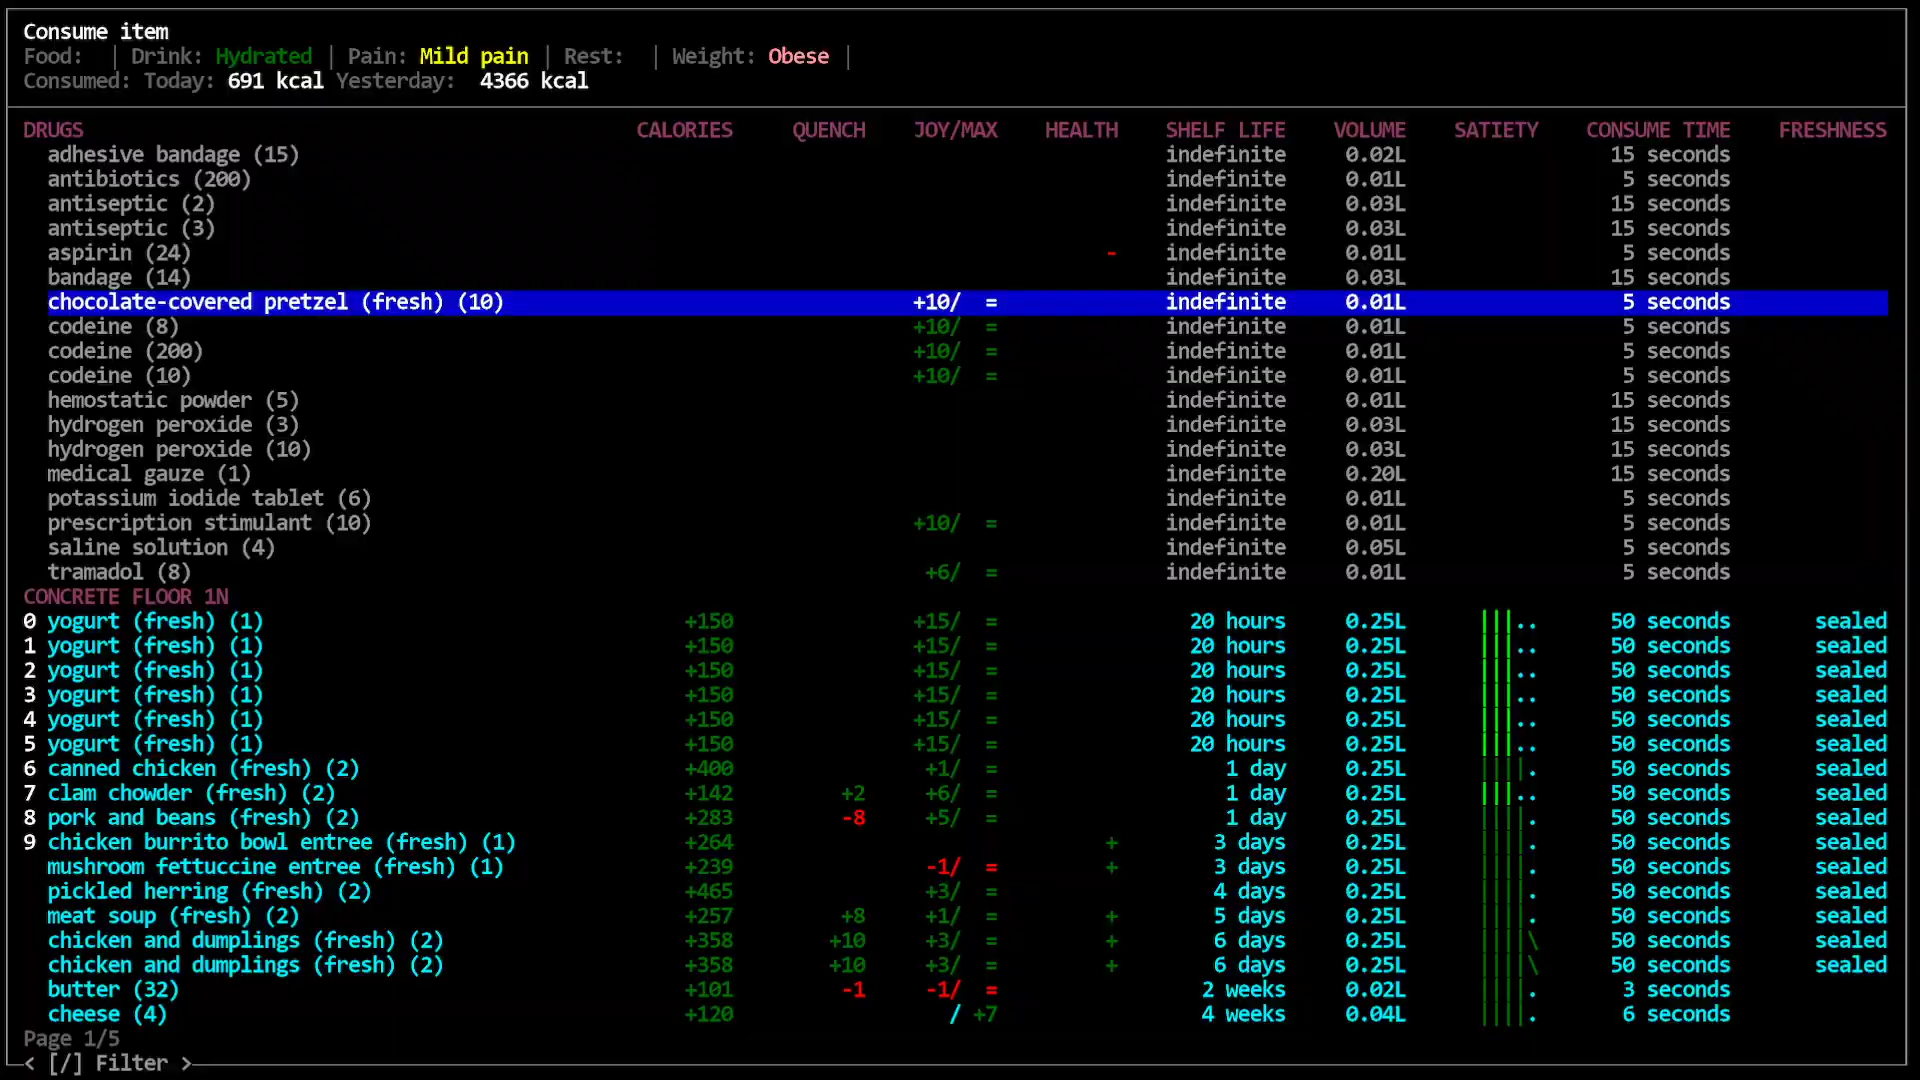 Consume item
Food:  | Drink: Hydrated | Pain: Mild pain | Rest:  | Weight: Obese |
Consumed: Today: 691 kcal Yesterday:  4366 kcal
DRUGS CALORIES QUENCH JOY/MAX HEALTH SHELF LIFE VOLUME SATIETY CONSUME TIME FRESHNESS
adhesive bandage (15) indefinite 0.02L 15 seconds
antibiotics (200) indefinite 0.01L 5 seconds
antiseptic (2) indefinite 0.03L 15 seconds
antiseptic (3) indefinite 0.03L 15 seconds
aspirin (24) - indefinite 0.01L 5 seconds
bandage (14) indefinite 0.03L 15 seconds
chocolate-covered pretzel (fresh) (10) +10/ = indefinite 0.01L 5 seconds
codeine (8) +10/ = indefinite 0.01L 5 seconds
codeine (200) +10/ = indefinite 0.01L 5 seconds
codeine (10) +10/ = indefinite 0.01L 5 seconds
hemostatic powder (5) indefinite 0.01L 15 seconds
hydrogen peroxide (3) indefinite 0.03L 15 seconds
hydrogen peroxide (10) indefinite 0.03L 15 seconds
medical gauze (1) indefinite 0.20L 15 seconds
potassium iodide tablet (6) indefinite 0.01L 5 seconds
prescription stimulant (10) +10/ = indefinite 0.01L 5 seconds
saline solution (4) indefinite 0.05L 5 seconds
tramadol (8) +6/ = indefinite 0.01L 5 seconds
CONCRETE FLOOR 1N
0 yogurt (fresh) (1) +150 +15/ = 20 hours 0.25L |||.. 50 seconds sealed
1 yogurt (fresh) (1) +150 +15/ = 20 hours 0.25L |||.. 50 seconds sealed
2 yogurt (fresh) (1) +150 +15/ = 20 hours 0.25L |||.. 50 seconds sealed
3 yogurt (fresh) (1) +150 +15/ = 20 hours 0.25L |||.. 50 seconds sealed
4 yogurt (fresh) (1) +150 +15/ = 20 hours 0.25L |||.. 50 seconds sealed
5 yogurt (fresh) (1) +150 +15/ = 20 hours 0.25L |||.. 50 seconds sealed
6 canned chicken (fresh) (2) +400 +1/ = 1 day 0.25L ||||. 50 seconds sealed
7 clam chowder (fresh) (2) +142 +2 +6/ = 1 day 0.25L |||.. 50 seconds sealed
8 pork and beans (fresh) (2) +283 -8 +5/ = 1 day 0.25L ||||. 50 seconds sealed
9 chicken burrito bowl entree (fresh) (1) +264 + 3 days 0.25L ||||. 50 seconds sealed
mushroom fettuccine entree (fresh) (1) +239 -1/ = + 3 days 0.25L ||||. 50 seconds sealed
pickled herring (fresh) (2) +465 +3/ = 4 days 0.25L ||||. 50 seconds sealed
meat soup (fresh) (2) +257 +8 +1/ = + 5 days 0.25L ||||. 50 seconds sealed
chicken and dumplings (fresh) (2) +358 +10 +3/ = + 6 days 0.25L ||||\ 50 seconds sealed
chicken and dumplings (fresh) (2) +358 +10 +3/ = + 6 days 0.25L ||||\ 50 seconds sealed
butter (32) +101 -1 -1/ = 2 weeks 0.02L ||||. 3 seconds
cheese (4) +120 / +7 4 weeks 0.04L ||||. 6 seconds
Page 1/5
< [/] Filter >